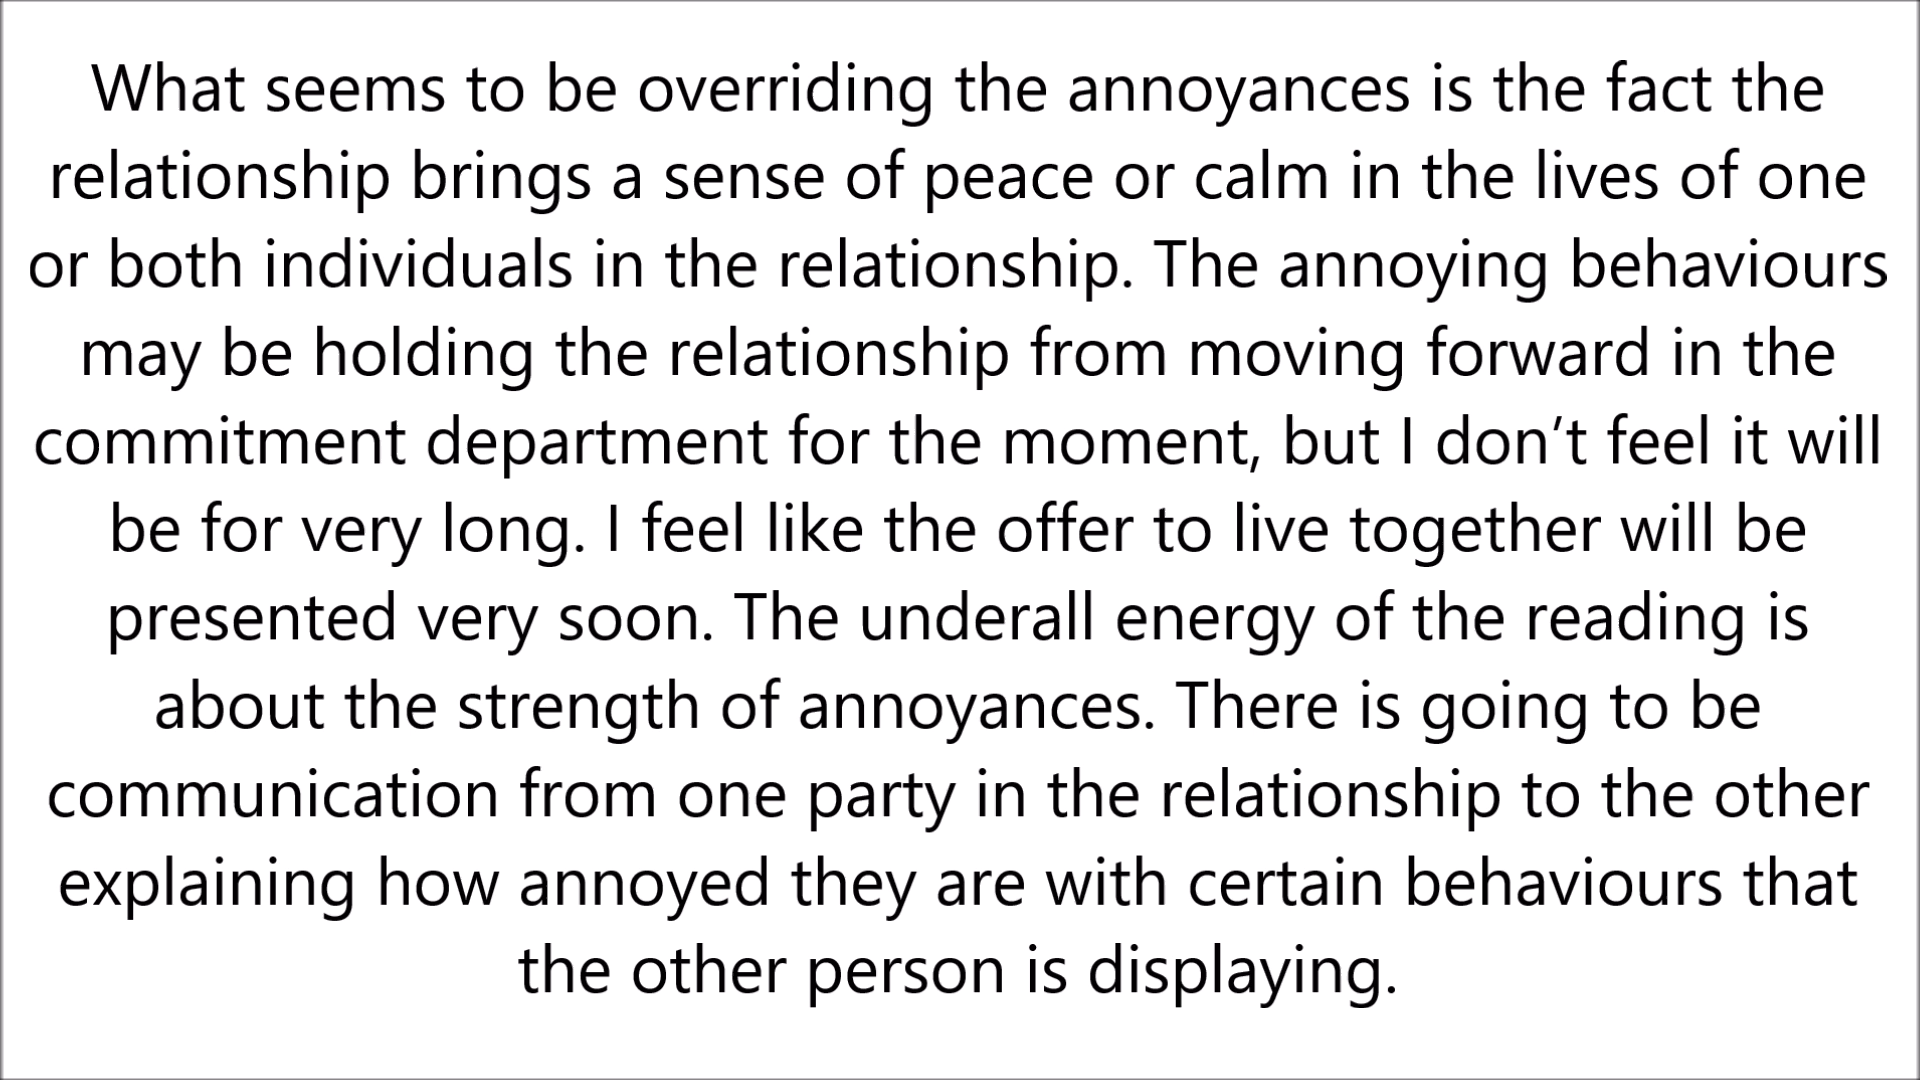 What seems to be overriding the annoyances is the fact the
relationship brings a sense of peace or calm in the lives of one
or both individuals in the relationship. The annoying behaviours
may be holding the relationship from moving forward in the
commitment department for the moment, but I don’t feel it will
be for very long. I feel like the offer to live together will be
presented very soon. The underall energy of the reading is
about the strength of annoyances. There is going to be
communication from one party in the relationship to the other
explaining how annoyed they are with certain behaviours that
the other person is displaying.